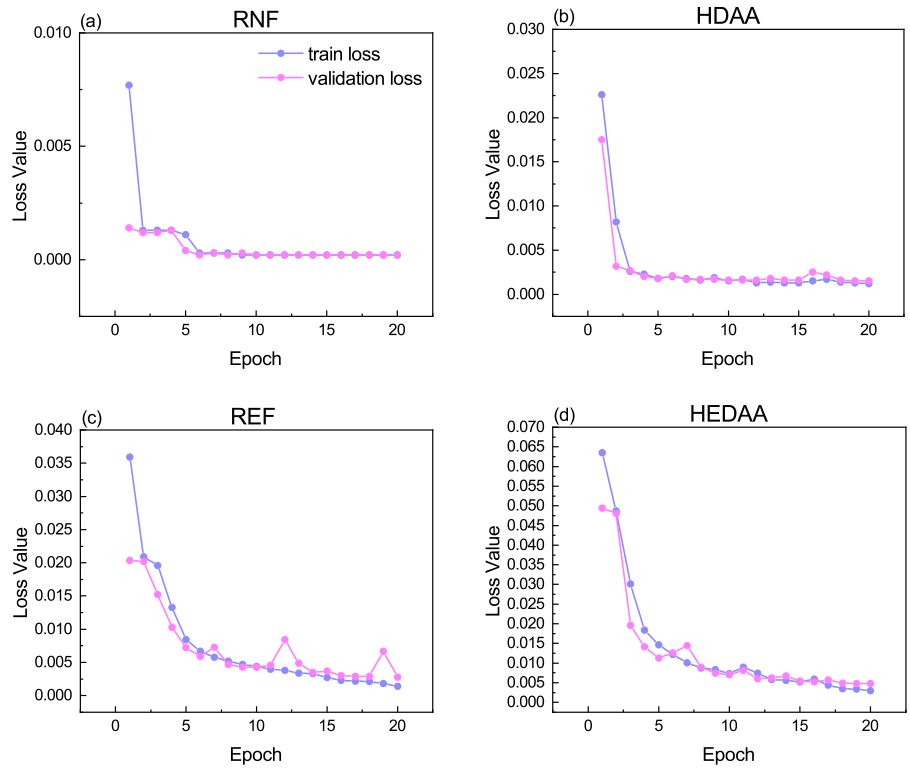 (a) RNF
0.010
0.005
0.000
Loss Value
train loss
validation loss
0 5 10 15 20
Epoch
(b) HDAA
0.030
0.025
0.020
0.015
0.010
0.005
0.000
Loss Value
0 5 10 15 20
Epoch
(c) REF
0.040
0.035
0.030
0.025
0.020
0.015
0.010
0.005
0.000
Loss Value
0 5 10 15 20
Epoch
(d) HEDAA
0.070
0.065
0.060
0.055
0.050
0.045
0.040
0.035
0.030
0.025
0.020
0.015
0.010
0.005
0.000
Loss Value
0 5 10 15 20
Epoch